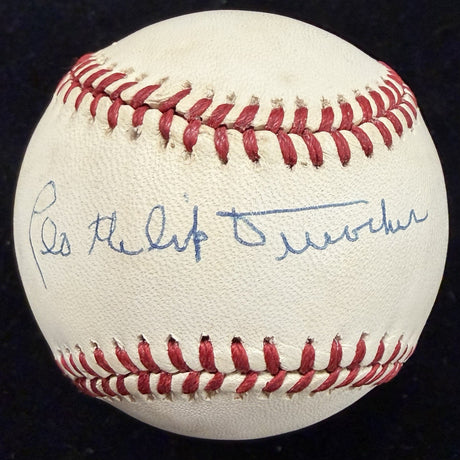 Leo the lip Durocher